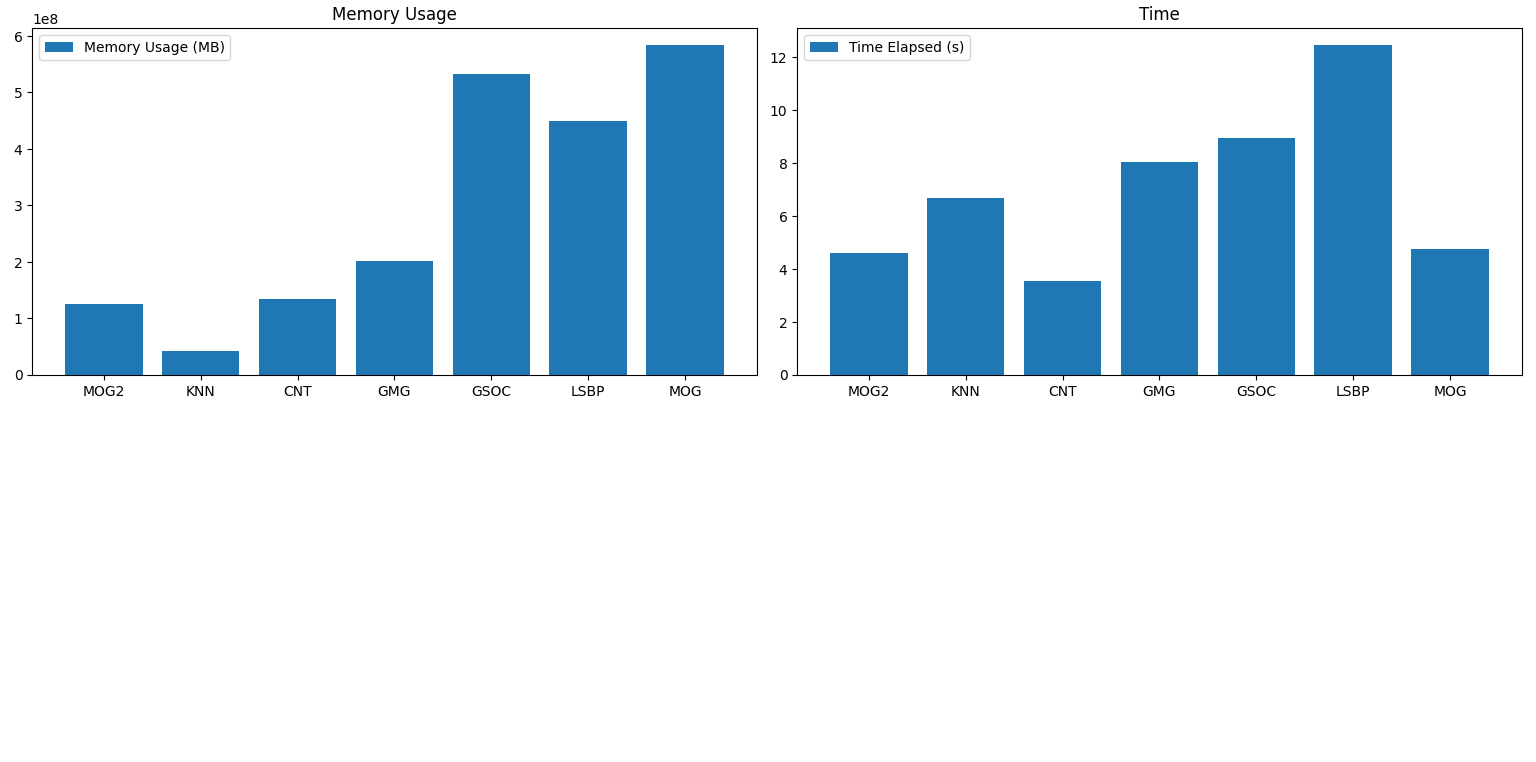 Memory Usage
1e8
Memory Usage (MB)
6
5
4
3
2
1
0
MOG2 KNN CNT GMG GSOC LSBP MOG
Time
Time Elapsed (s)
12
10
8
6
4
2
0
MOG2 KNN CNT GMG GSOC LSBP MOG